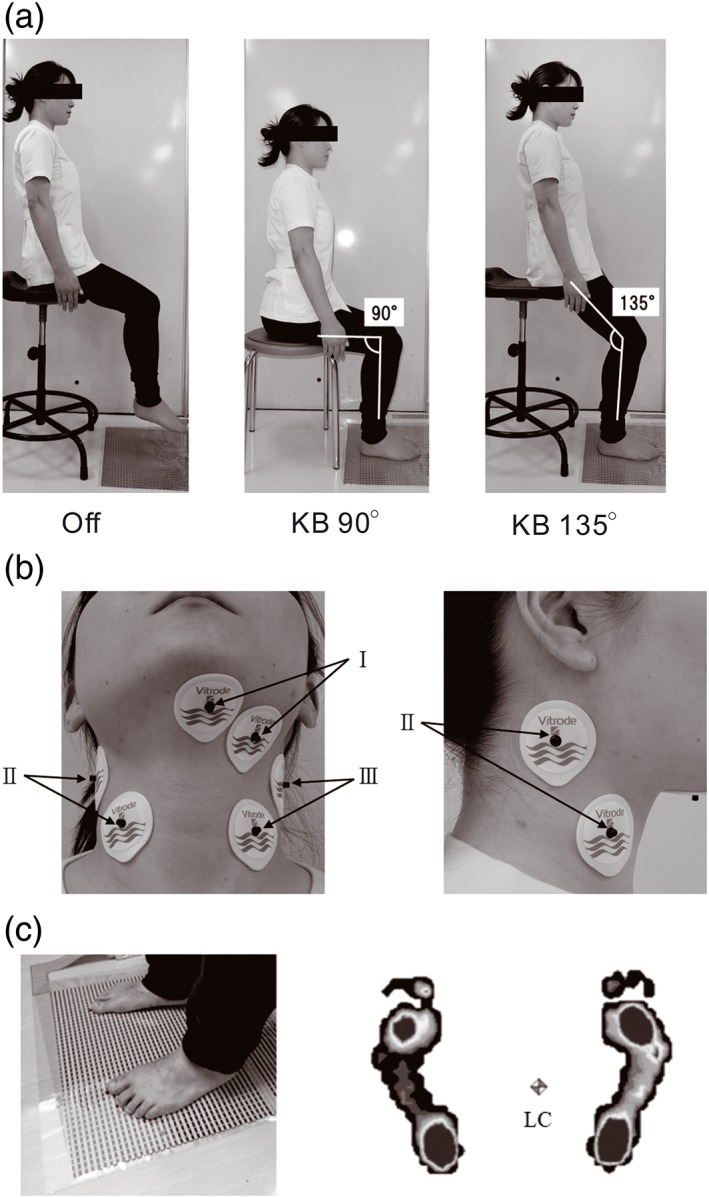 (a)
90°
135°
Off
KB 90°
KB 135°
(b)
I
Vitrode
Vitrode
II
III
Vitrode
Vitrode
Vitrode
II
Vitrode
(c)
LC